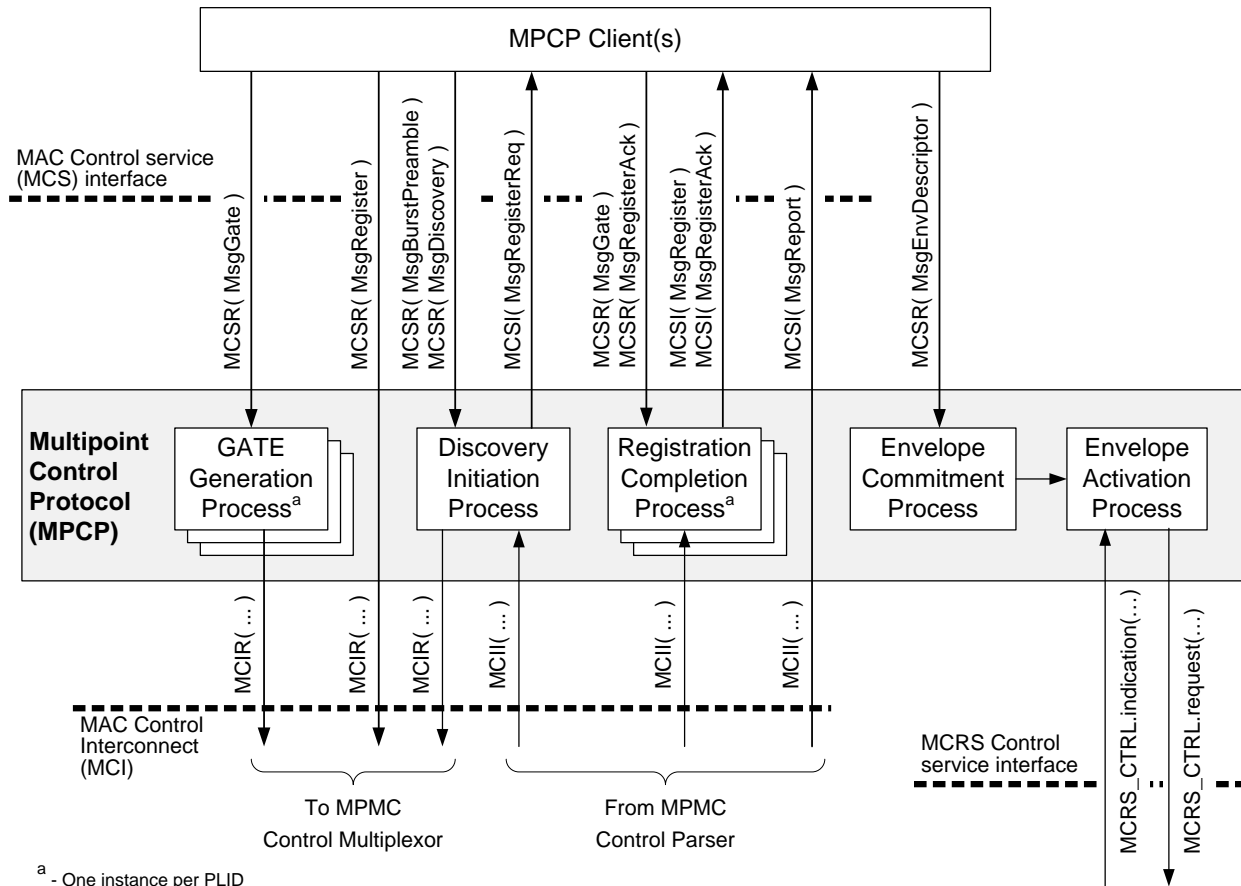 MPCP Client(s)
MAC Control service
(MCS) interface
MCSR( MsgGate )
MCSR( MsgRegister )
MCSR( MsgBurstPreamble )
MCSR( MsgDiscovery )
MCSI( MsgRegisterReq )
MCSR( MsgGate )
MCSR( MsgRegisterAck )
MCSI( MsgRegister )
MCSI( MsgRegisterAck )
MCSI( MsgReport )
MCSR( MsgEnvDescriptor )
Multipoint
Control
Protocol
(MPCP)
GATE
Generation
Process^a
Discovery
Initiation
Process
Registration
Completion
Process^a
Envelope
Commitment
Process
Envelope
Activation
Process
MCIR( ... )
MCIR( ... )
MCIR( ... )
MCII( ... )
MCII( ... )
MCII( ... )
MCRS_CTRL.indication(...)
MCRS_CTRL.request(...)
MAC Control
Interconnect
(MCI)
MCRS Control
service interface
To MPMC
Control Multiplexor
From MPMC
Control Parser
a - One instance per PLID